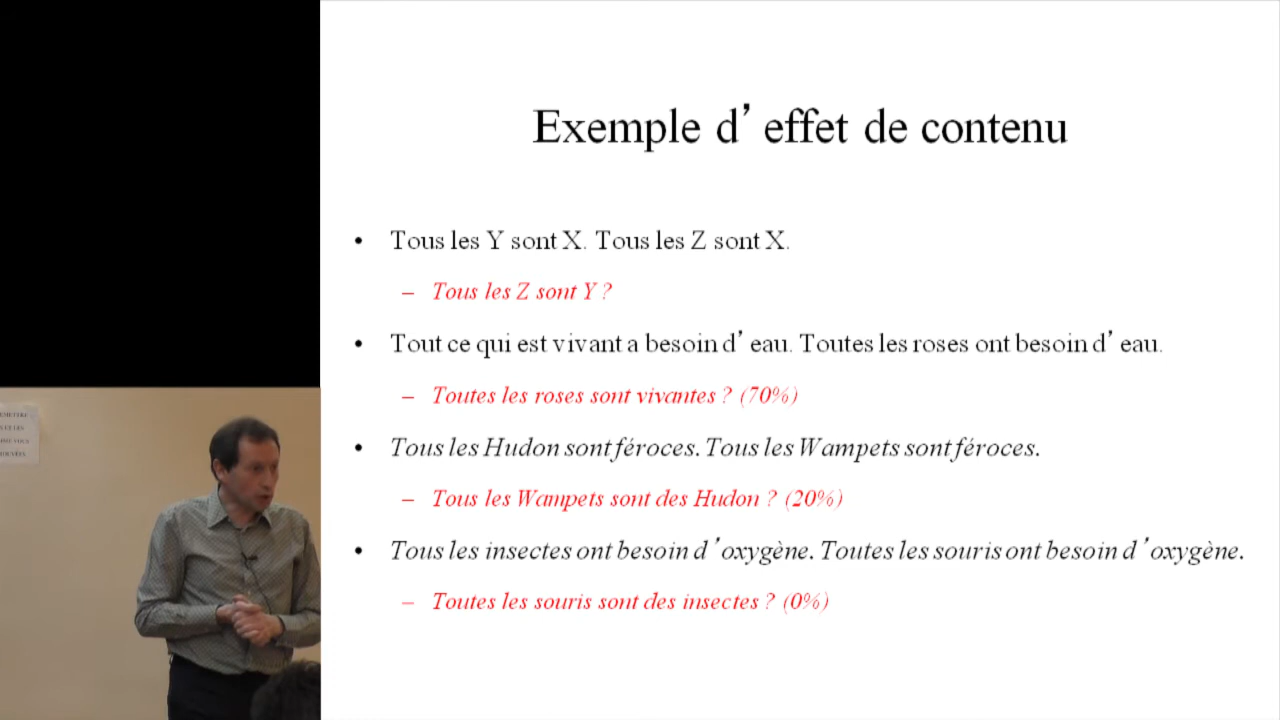 Exemple d’ effet de contenu
• Tous les Y sont X. Tous les Z sont X.
– Tous les Z sont Y ?
• Tout ce qui est vivant a besoin d’ eau. Toutes les roses ont besoin d’ eau.
– Toutes les roses sont vivantes ? (70%)
• Tous les Hudon sont féroces. Tous les Wampets sont féroces.
– Tous les Wampets sont des Hudon ? (20%)
• Tous les insectes ont besoin d ’oxygène. Toutes les souris ont besoin d ’oxygène.
– Toutes les souris sont des insectes ? (0%)